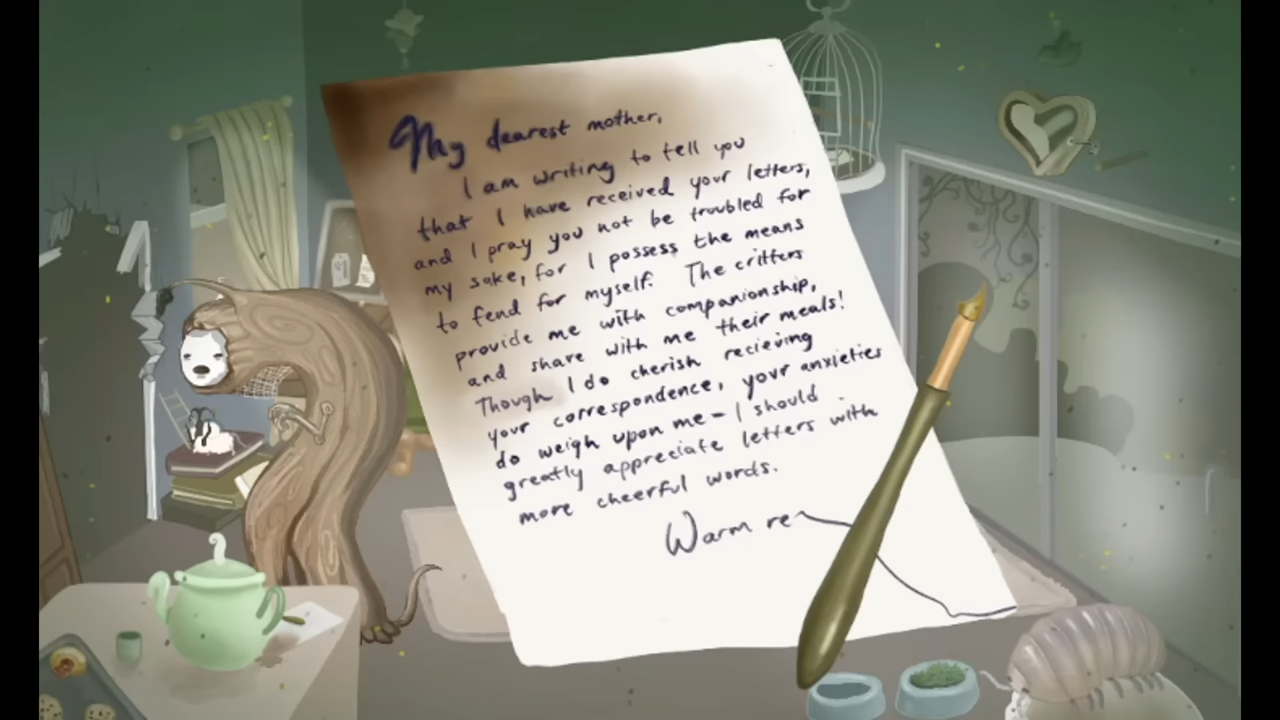 My dearest mother,
I am writing to tell you
that I have received your letters,
and I pray you not be troubled for
my sake, for I possess the means
to fend for myself. The critters
provide me with companionship,
and share with me their meals!
Though I do cherish recieving
your correspondence, your anxieties
do weigh upon me - I should
greatly appreciate letters with
more cheerful words.
Warm re